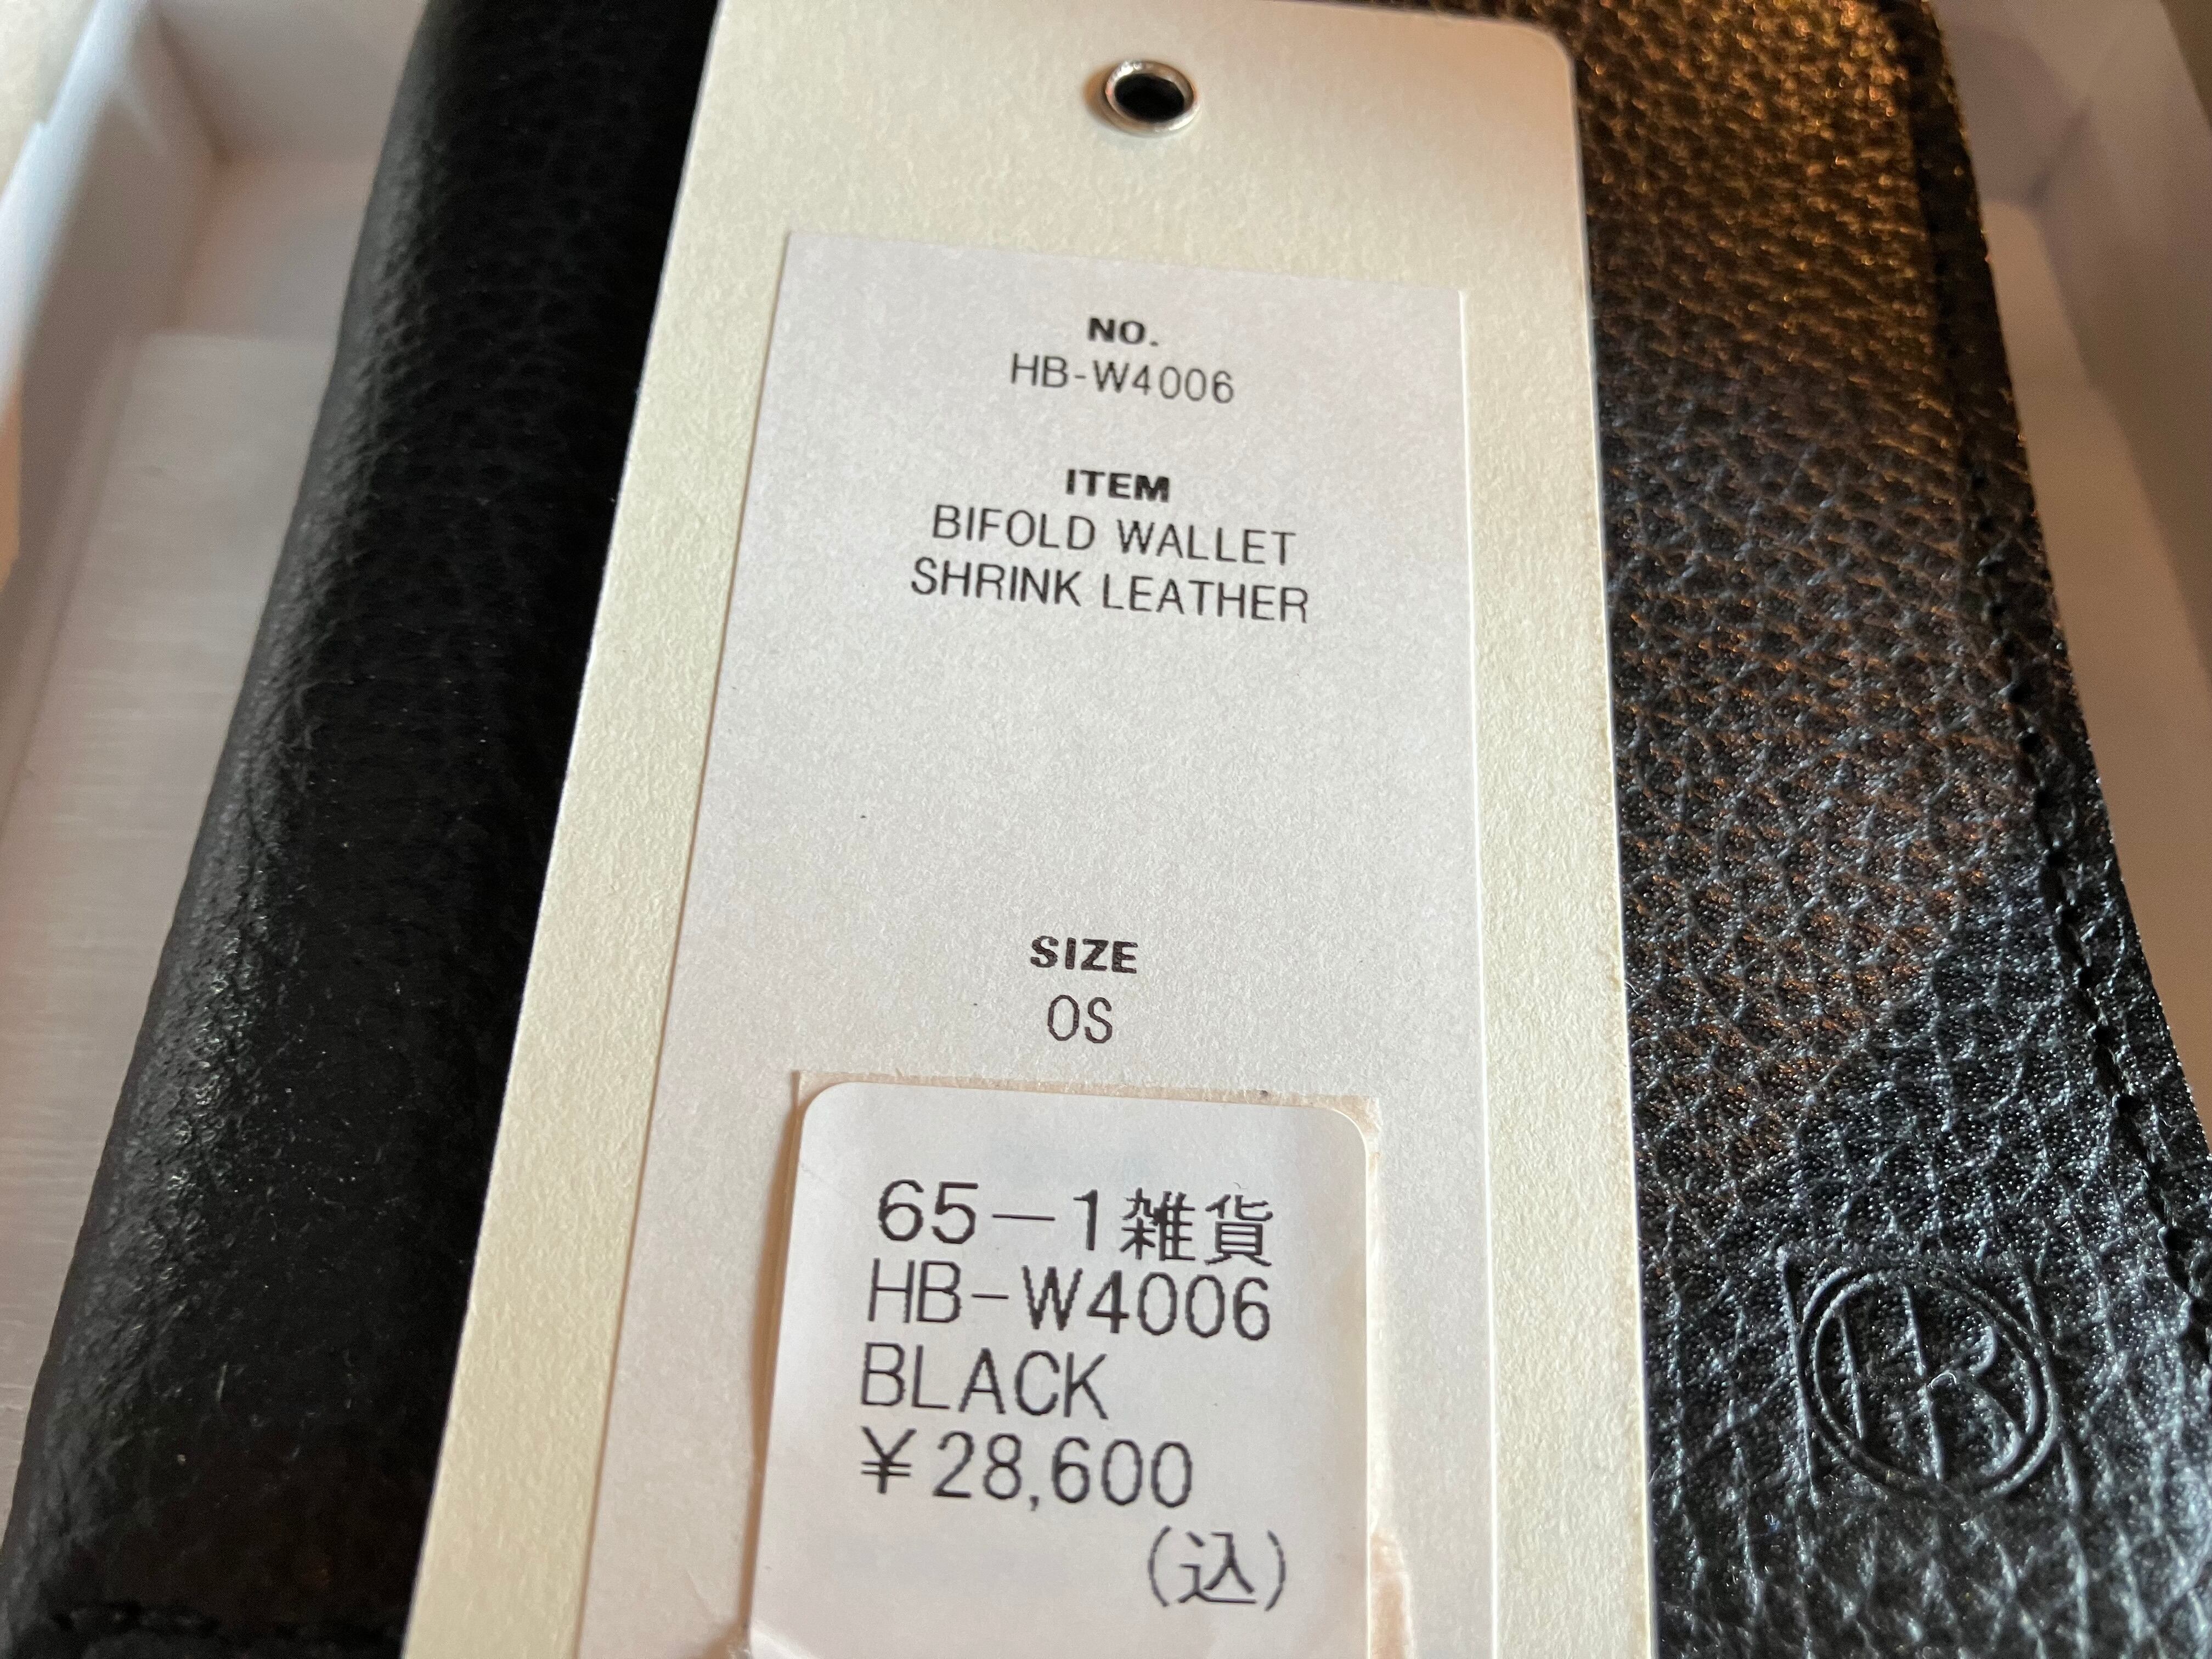 NO.
HB-W4006
ITEM
BIFOLD WALLET
SHRINK LEATHER
SIZE
OS
65-1雑貨
HB-W4006
BLACK
¥28,600
(込)